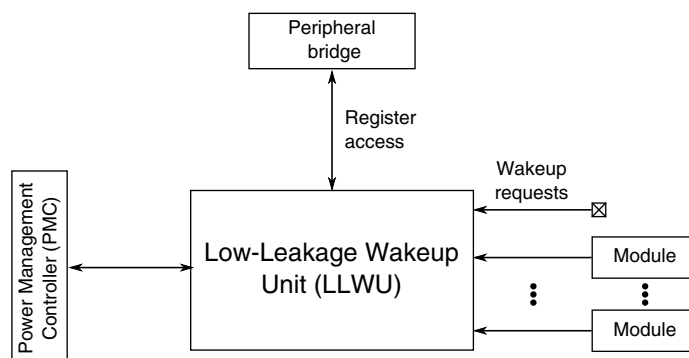 Peripheral
bridge
Register
access
Wakeup
requests
Power Management
Controller (PMC)
Low-Leakage Wakeup
Unit (LLWU)
Module
Module